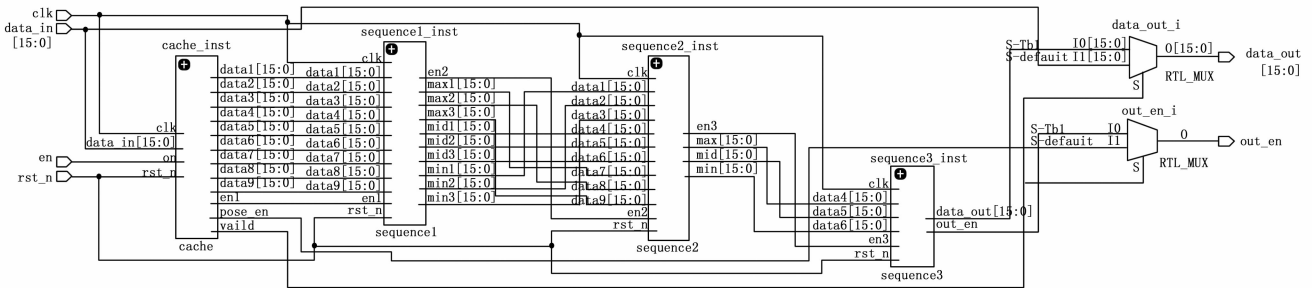 clk
data_in
[15:0]
en
rst_n
cache_inst
clk
data in[15:0]
on
rst_n
data1[15:0]
data2[15:0]
data3[15:0]
data4[15:0]
data5[15:0]
data6[15:0]
data7[15:0]
data8[15:0]
data9[15:0]
en1
pose_en
vaild
cache
sequence1_inst
clk
data1[15:0]
data2[15:0]
data3[15:0]
data4[15:0]
data5[15:0]
data6[15:0]
data7[15:0]
data8[15:0]
data9[15:0]
en1
rst_n
en2
max1[15:0]
max2[15:0]
max3[15:0]
mid1[15:0]
mid2[15:0]
mid3[15:0]
min1[15:0]
min2[15:0]
min3[15:0]
sequence1
sequence2_inst
clk
data1[15:0]
data2[15:0]
data3[15:0]
data4[15:0]
data5[15:0]
data6[15:0]
data7[15:0]
data8[15:0]
data9[15:0]
en2
rst_n
en3
max[15:0]
mid[15:0]
min[15:0]
sequence2
sequence3_inst
clk
data4[15:0]
data5[15:0]
data6[15:0]
en3
rst_n
data_out[15:0]
out_en
sequence3
data_out_i
S-Tb1 I0[15:0]
S-defauit I1[15:0]
S
O[15:0]
RTL_MUX
data_out
[15:0]
out_en_i
S-Tb1 I0
S-default I1
S
O
RTL_MUX
out_en